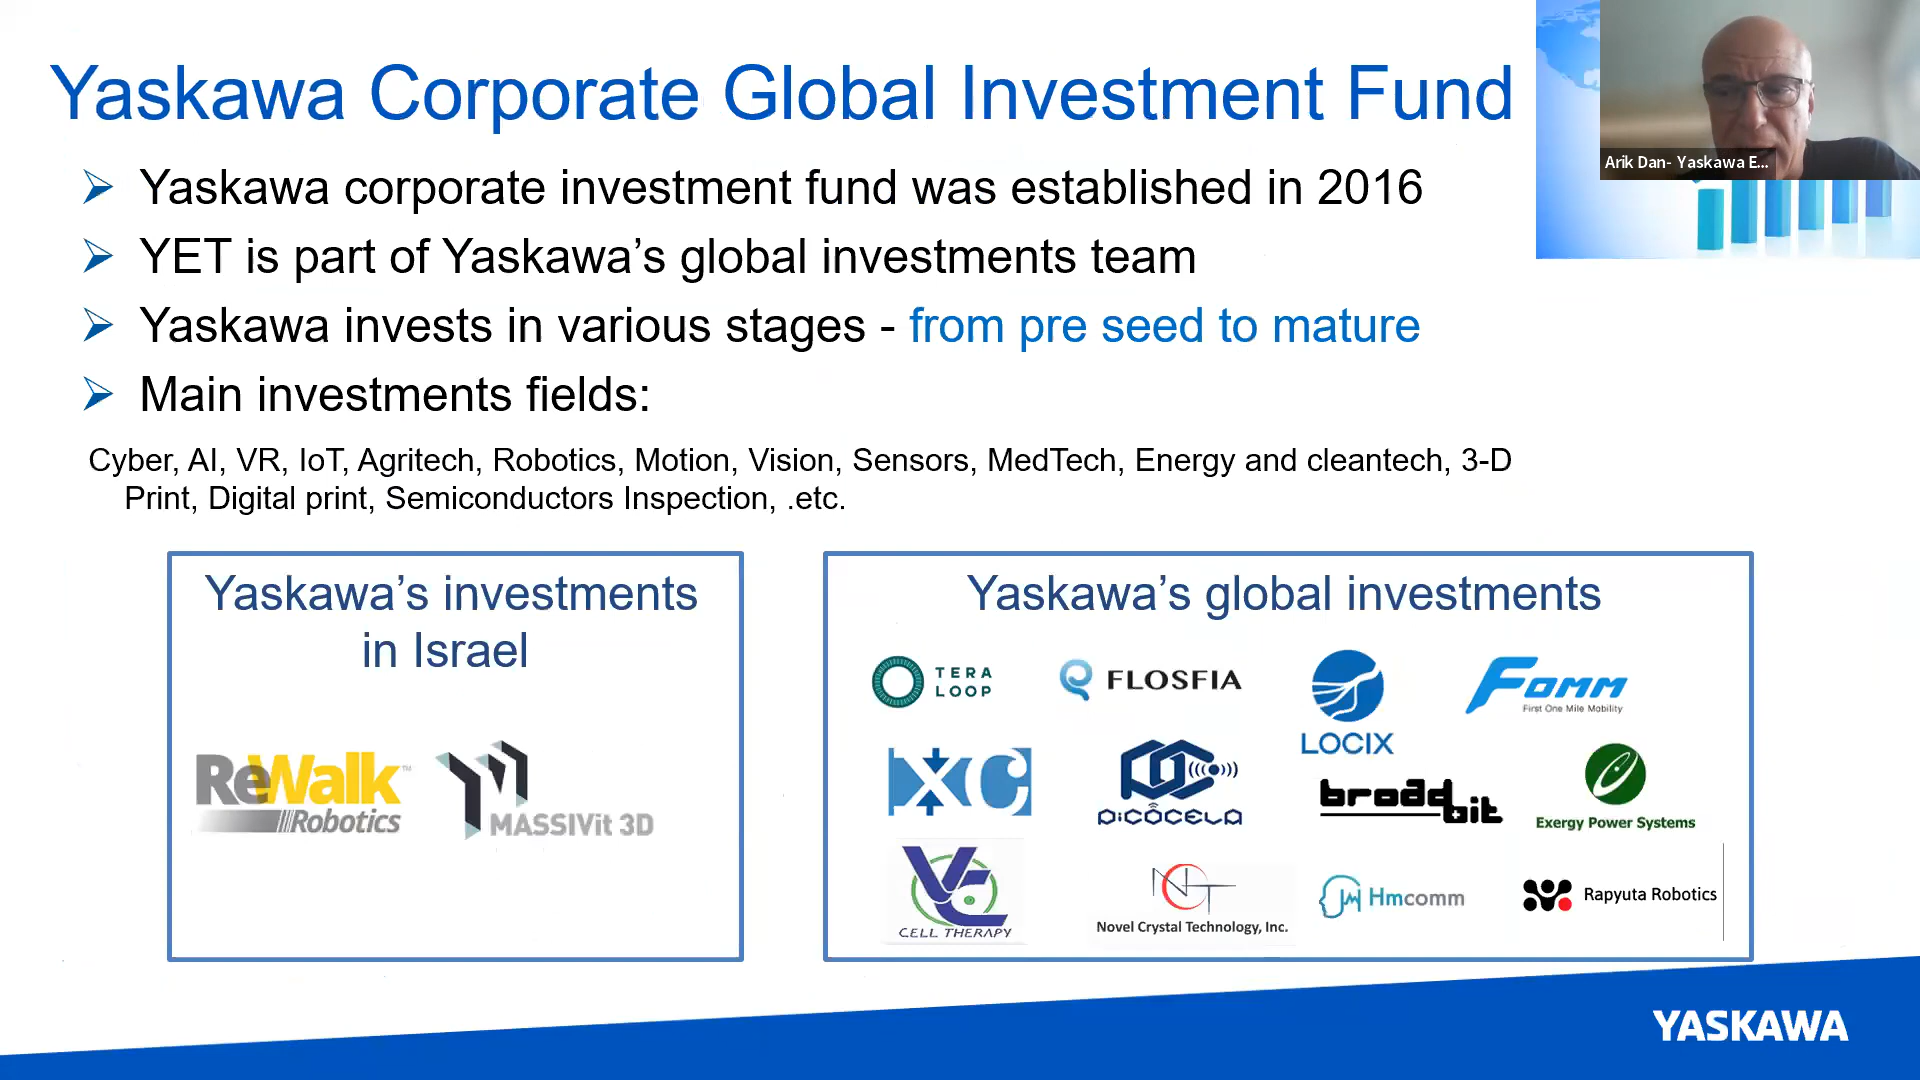 Yaskawa Corporate Global Investment Fund
Arik Dan- Yaskawa E...
Yaskawa corporate investment fund was established in 2016
YET is part of Yaskawa’s global investments team
Yaskawa invests in various stages - from pre seed to mature
Main investments fields:
Cyber, AI, VR, IoT, Agritech, Robotics, Motion, Vision, Sensors, MedTech, Energy and cleantech, 3-D
Print, Digital print, Semiconductors Inspection, .etc.
Yaskawa’s investments
in Israel
ReWalk™
Robotics
MASSIVit 3D
Yaskawa’s global investments
TERA
LOOP
FLOSFIA
LOCIX
FOMM
First One Mile Mobility
XC
PiCOCELA
broadbit
Exergy Power Systems
VC
CELL THERAPY
NCT
Novel Crystal Technology, Inc.
Hmcomm
Rapyuta Robotics
YASKAWA